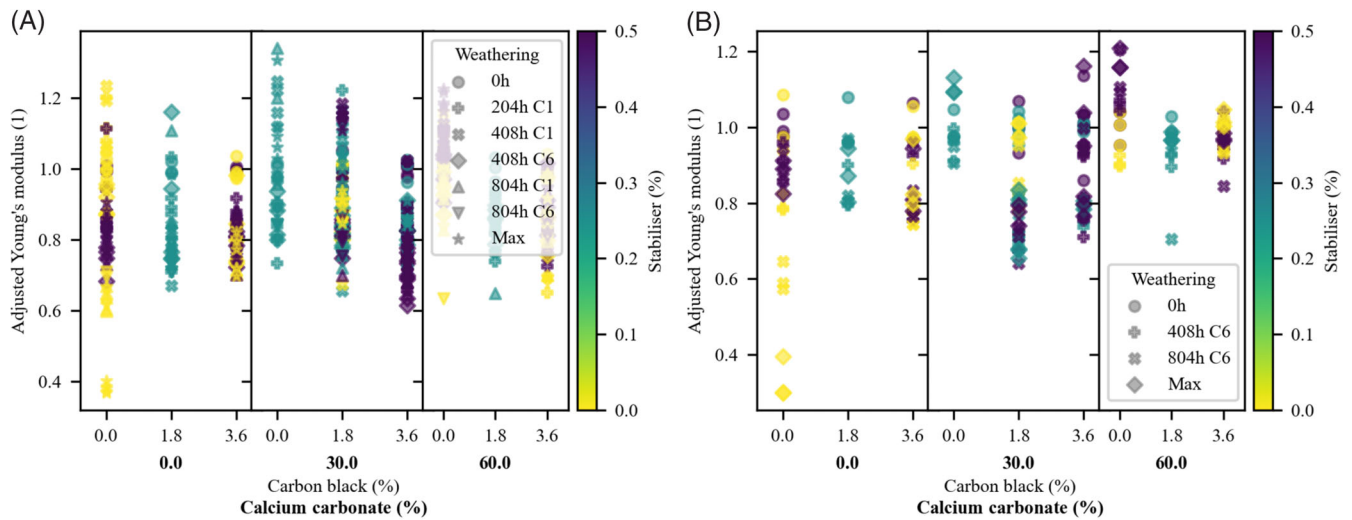 (A)
Adjusted Young's modulus (1)
1.2
1.0
0.8
0.6
0.4
Weathering
0h
204h C1
408h C1
408h C6
804h C1
804h C6
Max
0.0 1.8 3.6 0.0 1.8 3.6 0.0 1.8 3.6
0.0 30.0 60.0
Carbon black (%)
Calcium carbonate (%)
0.5
0.4
0.3
0.2
0.1
0.0
Stabiliser (%)
(B)
Adjusted Young's modulus (1)
1.2
1.0
0.8
0.6
0.4
Weathering
0h
408h C6
804h C6
Max
0.0 1.8 3.6 0.0 1.8 3.6 0.0 1.8 3.6
0.0 30.0 60.0
Carbon black (%)
Calcium carbonate (%)
0.5
0.4
0.3
0.2
0.1
0.0
Stabiliser (%)